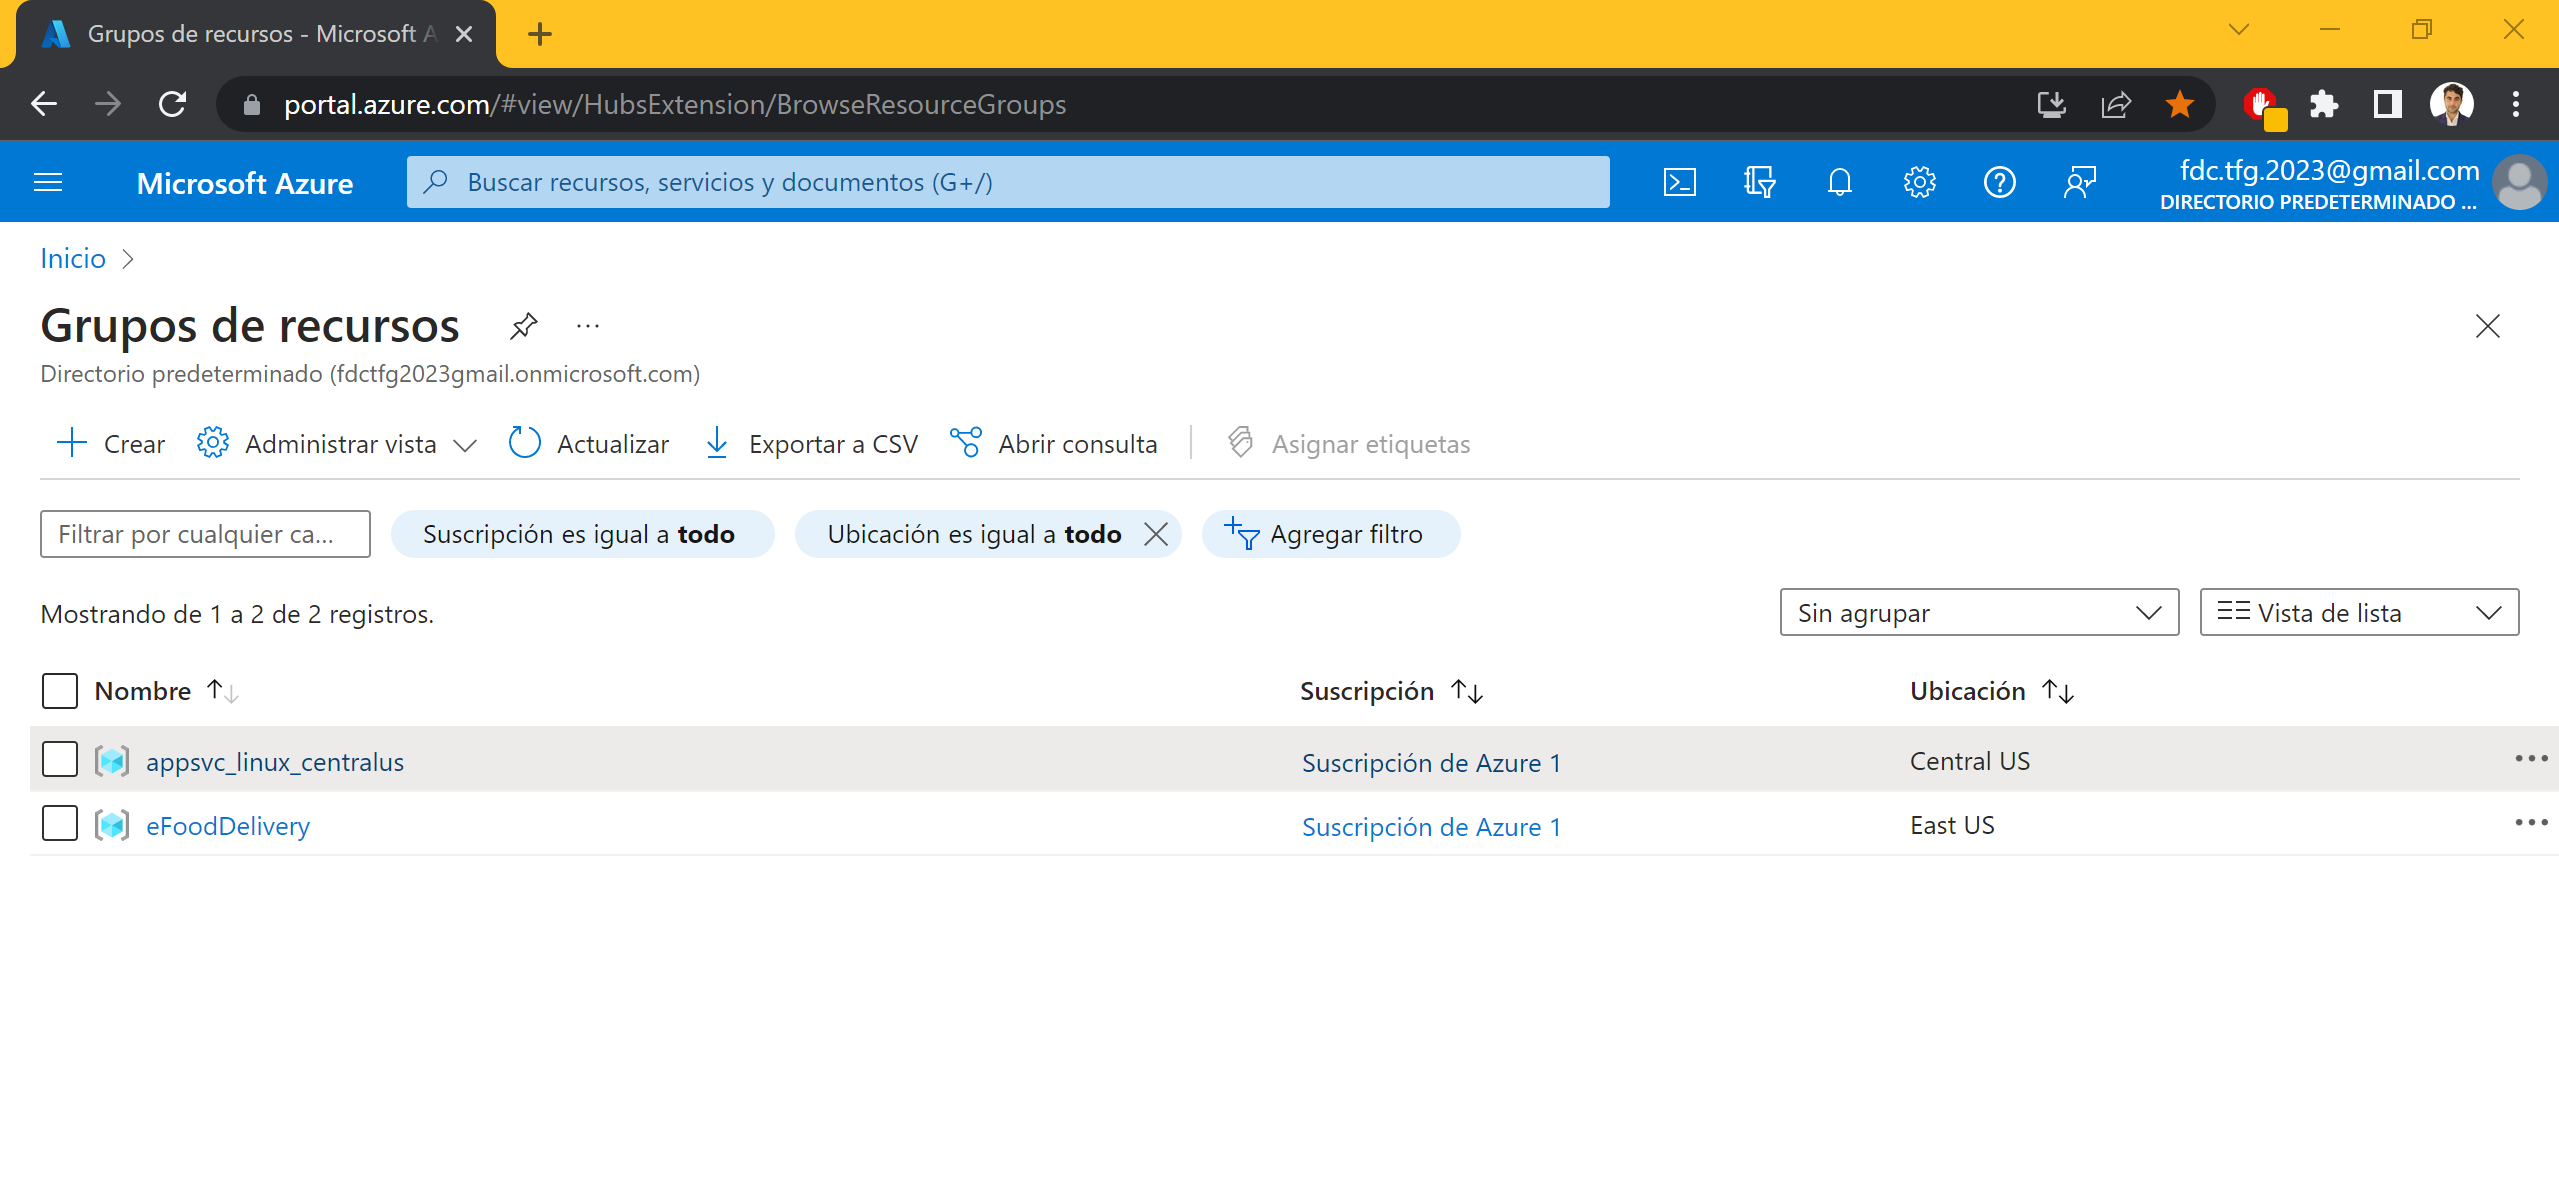 Grupos de recursos - Microsoft A
portal.azure.com/#view/HubsExtension/BrowseResourceGroups
Microsoft Azure
Buscar recursos, servicios y documentos (G+/)
fdc.tfg.2023@gmail.com
DIRECTORIO PREDETERMINADO ...
Inicio
Grupos de recursos
Directorio predeterminado (fdctfg2023gmail.onmicrosoft.com)
Crear Administrar vista Actualizar Exportar a CSV Abrir consulta Asignar etiquetas
Filtrar por cualquier ca... Suscripción es igual a todo Ubicación es igual a todo Agregar filtro
Mostrando de 1 a 2 de 2 registros. Sin agrupar Vista de lista
Nombre Suscripción Ubicación
appsvc_linux_centralus Suscripción de Azure 1 Central US
eFoodDelivery Suscripción de Azure 1 East US